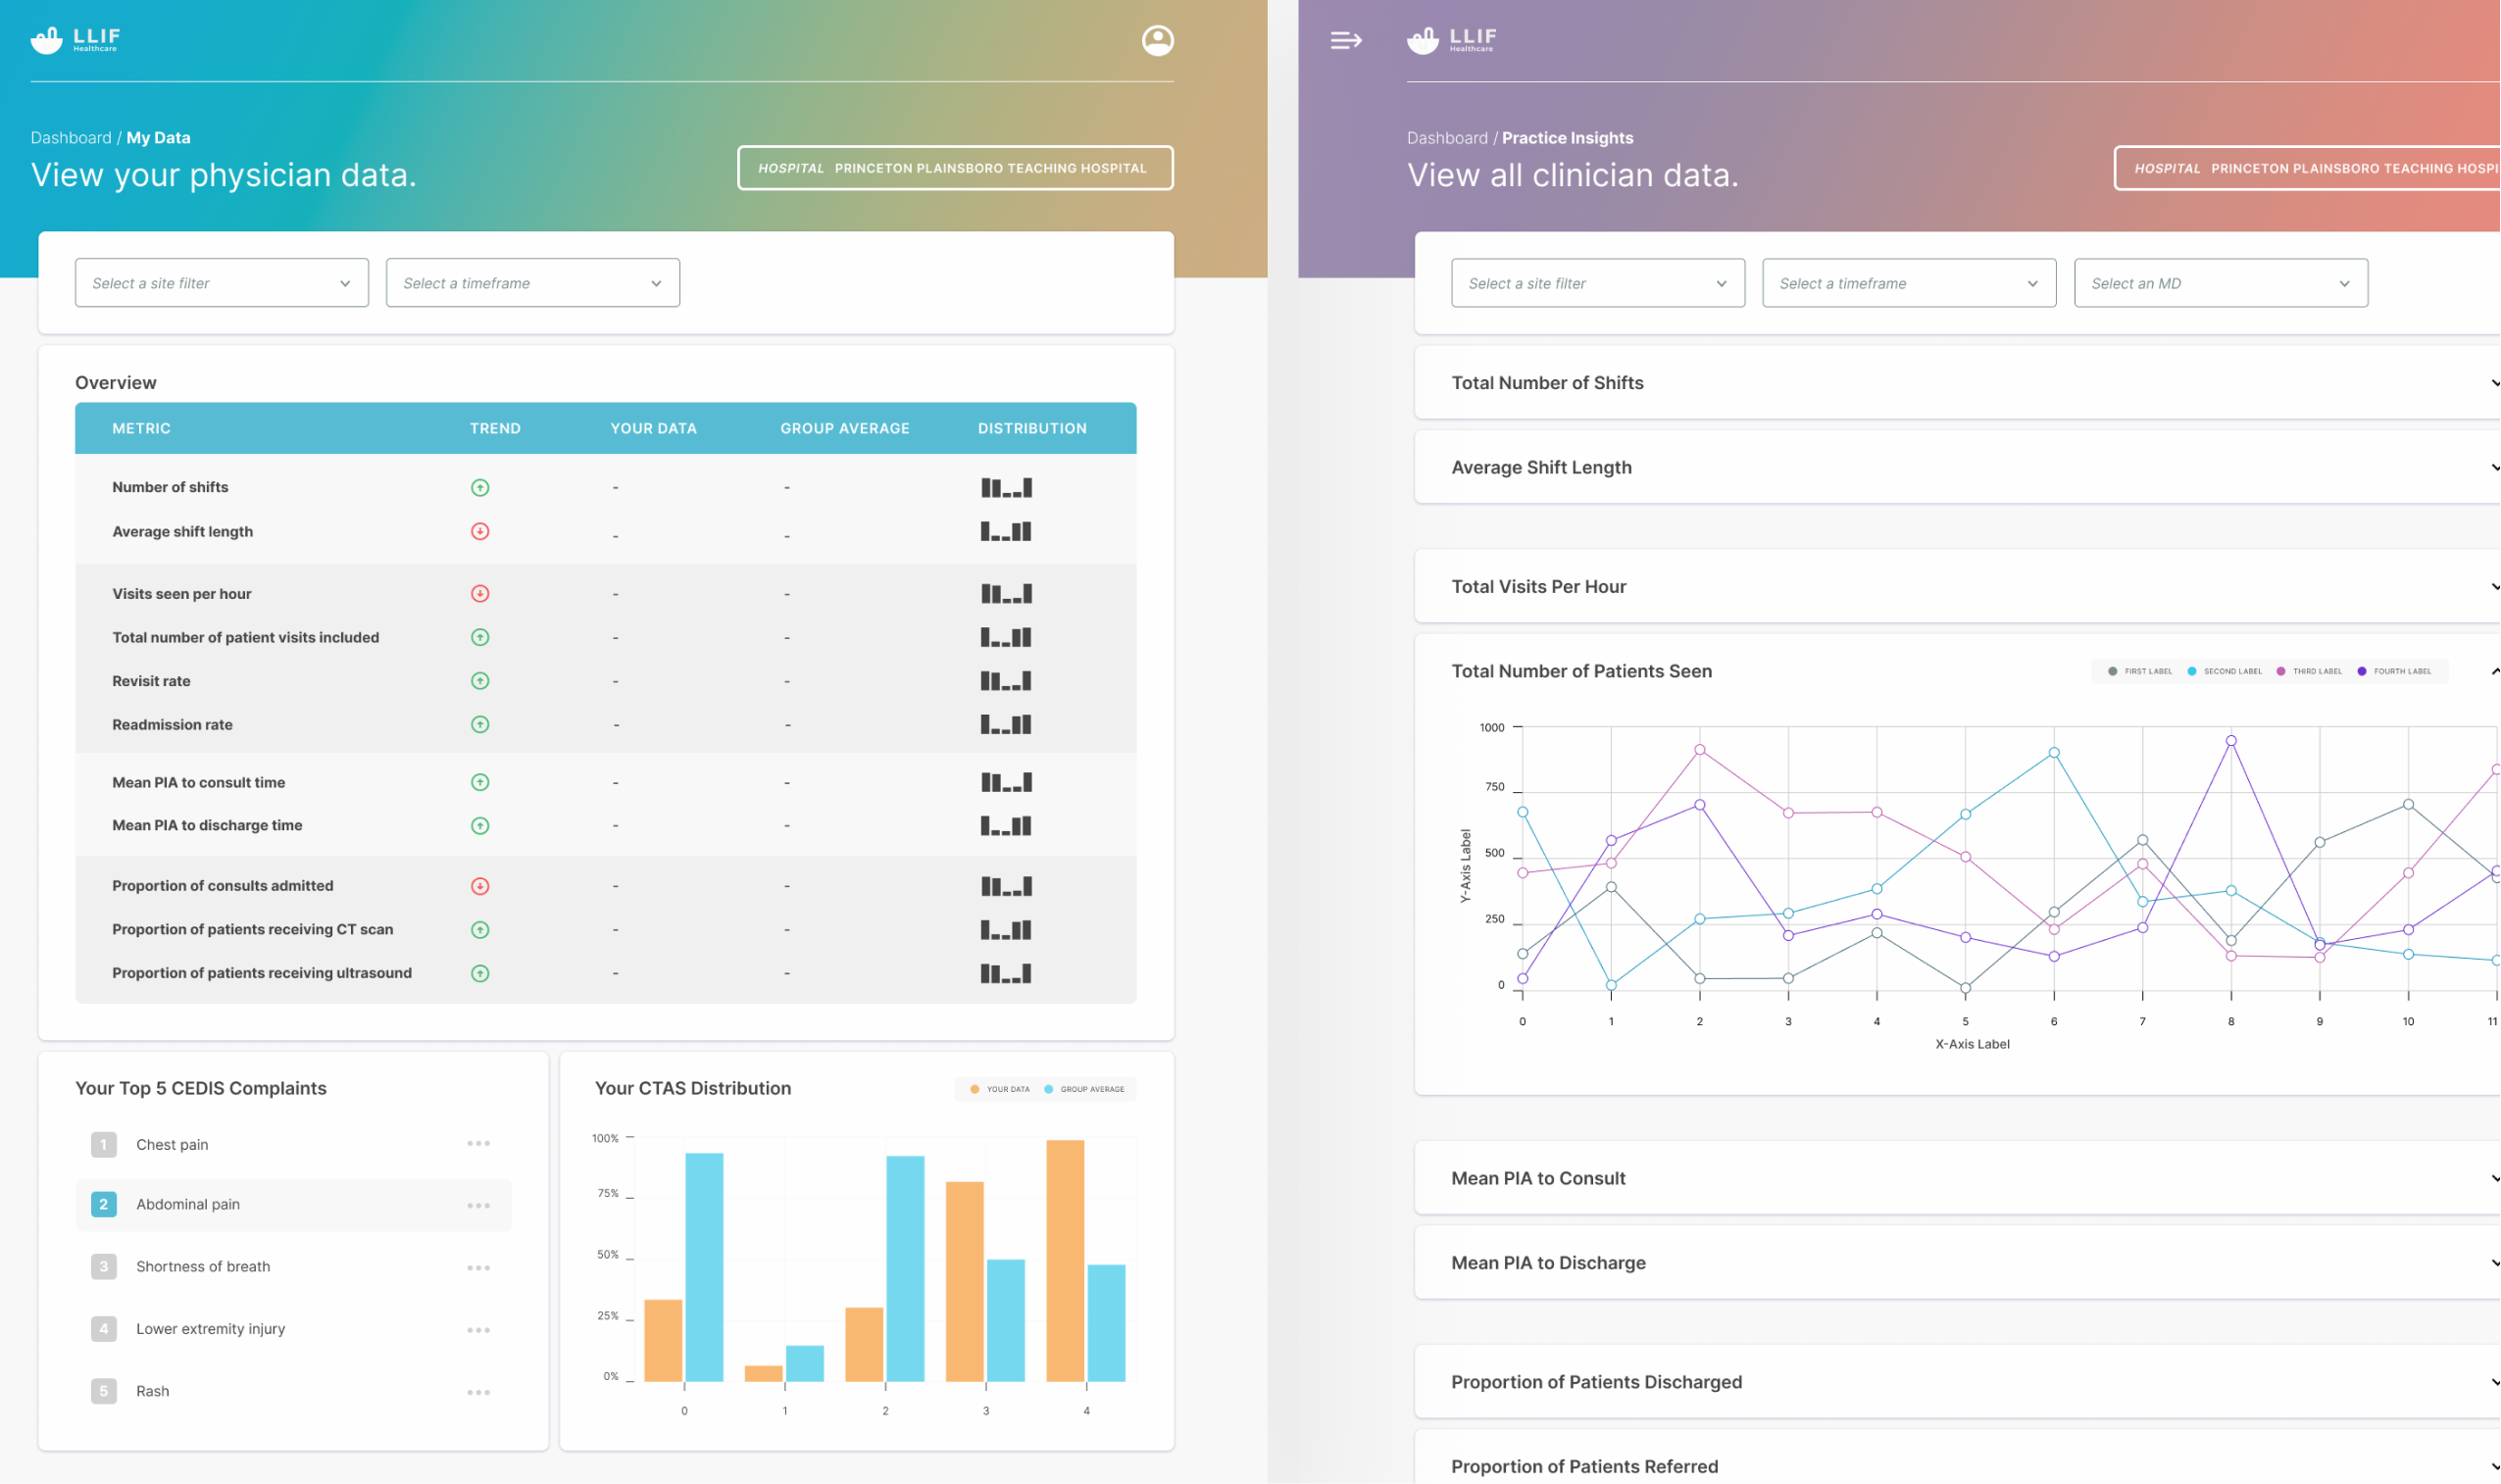 LLIF
Healthcare
Dashboard / My Data
View your physician data.
HOSPITAL PRINCETON PLAINSBORO TEACHING HOSPITAL
Select a site filter
Select a timeframe
Overview
METRIC TREND YOUR DATA GROUP AVERAGE DISTRIBUTION
Number of shifts - -
Average shift length - -
Visits seen per hour - -
Total number of patient visits included - -
Revisit rate - -
Readmission rate - -
Mean PIA to consult time - -
Mean PIA to discharge time - -
Proportion of consults admitted - -
Proportion of patients receiving CT scan - -
Proportion of patients receiving ultrasound - -
Your Top 5 CEDIS Complaints
1 Chest pain
2 Abdominal pain
3 Shortness of breath
4 Lower extremity injury
5 Rash
Your CTAS Distribution
YOUR DATA GROUP AVERAGE
100%
75%
50%
25%
0%
0 1 2 3 4
LLIF
Healthcare
Dashboard / Practice Insights
View all clinician data.
HOSPITAL PRINCETON PLAINSBORO TEACHING HOSPI
Select a site filter
Select a timeframe
Select an MD
Total Number of Shifts
Average Shift Length
Total Visits Per Hour
Total Number of Patients Seen
FIRST LABEL SECOND LABEL THIRD LABEL FOURTH LABEL
1000
750
500
250
0
Y-Axis Label
0 1 2 3 4 5 6 7 8 9 10 11
X-Axis Label
Mean PIA to Consult
Mean PIA to Discharge
Proportion of Patients Discharged
Proportion of Patients Referred